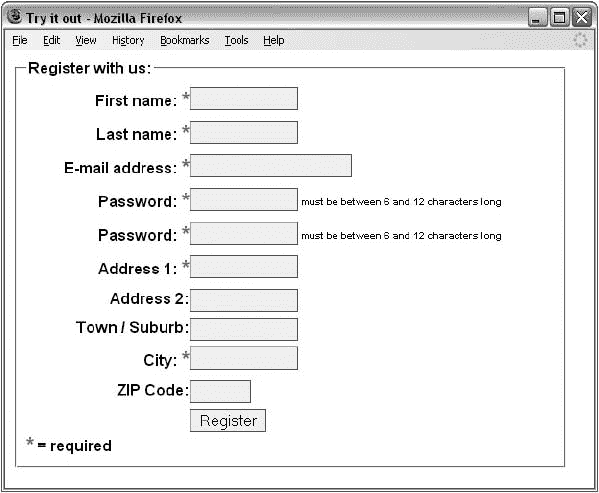 Try it out - Mozilla Firefox
File Edit View History Bookmarks Tools Help
Register with us:
First name: *
Last name: *
E-mail address: *
Password: * must be between 6 and 12 characters long
Password: * must be between 6 and 12 characters long
Address 1: *
Address 2:
Town / Suburb:
City: *
ZIP Code:
Register
* = required